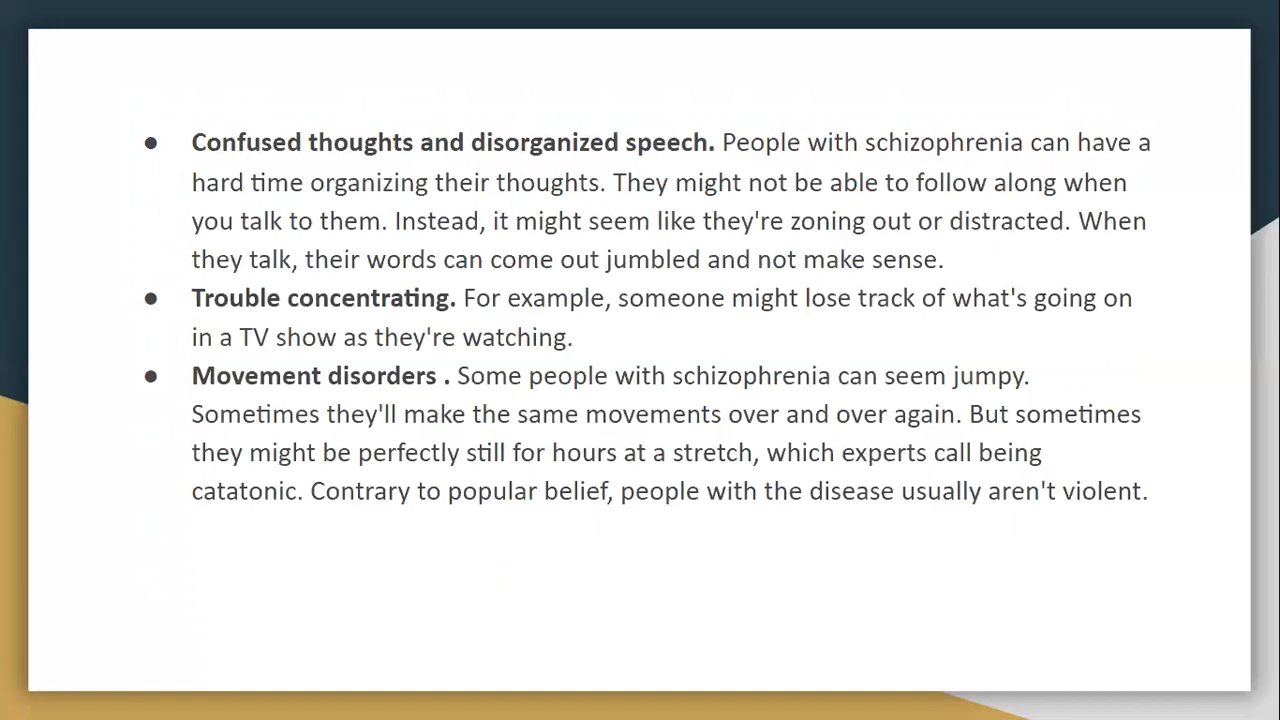 ● Confused thoughts and disorganized speech. People with schizophrenia can have a
hard time organizing their thoughts. They might not be able to follow along when
you talk to them. Instead, it might seem like they're zoning out or distracted. When
they talk, their words can come out jumbled and not make sense.
● Trouble concentrating. For example, someone might lose track of what's going on
in a TV show as they're watching.
● Movement disorders . Some people with schizophrenia can seem jumpy.
Sometimes they'll make the same movements over and over again. But sometimes
they might be perfectly still for hours at a stretch, which experts call being
catatonic. Contrary to popular belief, people with the disease usually aren't violent.